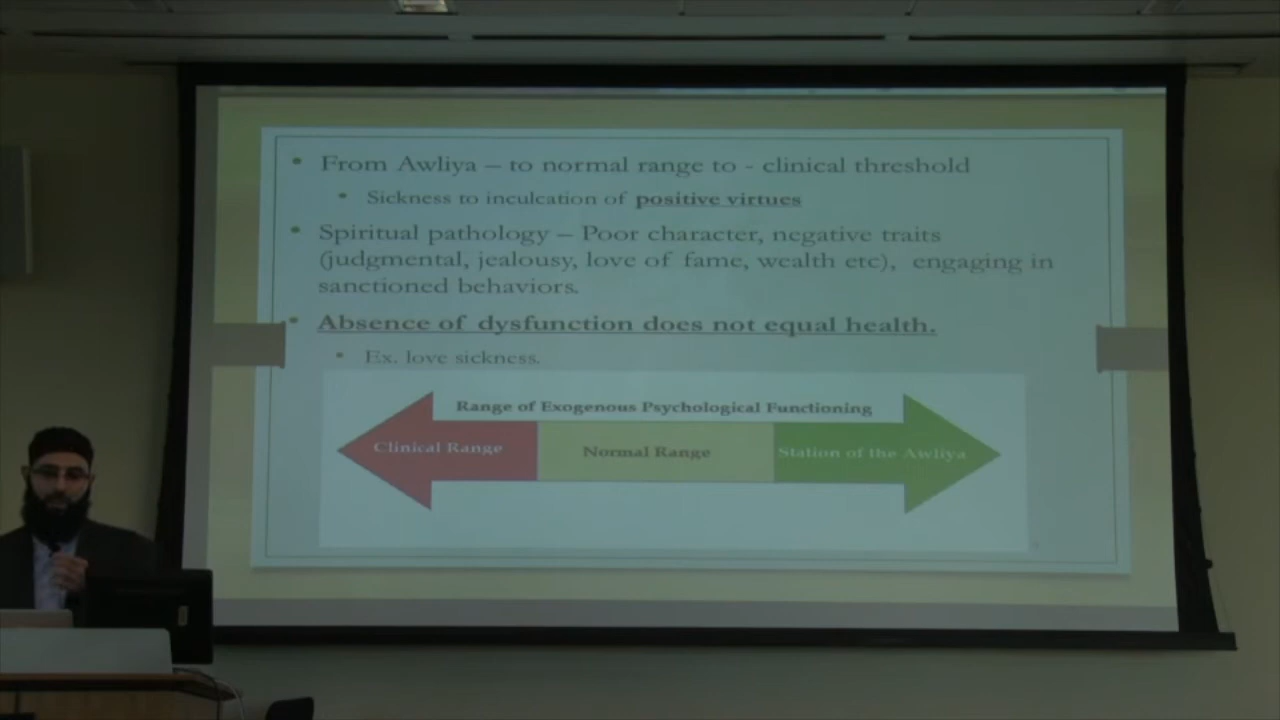 • From Awliya – to normal range to - clinical threshold
• Sickness to inculcation of positive virtues
• Spiritual pathology – Poor character, negative traits
(judgmental, jealousy, love of fame, wealth etc), engaging in
sanctioned behaviors.
• Absence of dysfunction does not equal health.
• Ex. love sickness.
Range of Exogenous Psychological Functioning
Clinical Range
Normal Range
Station of the Awliya